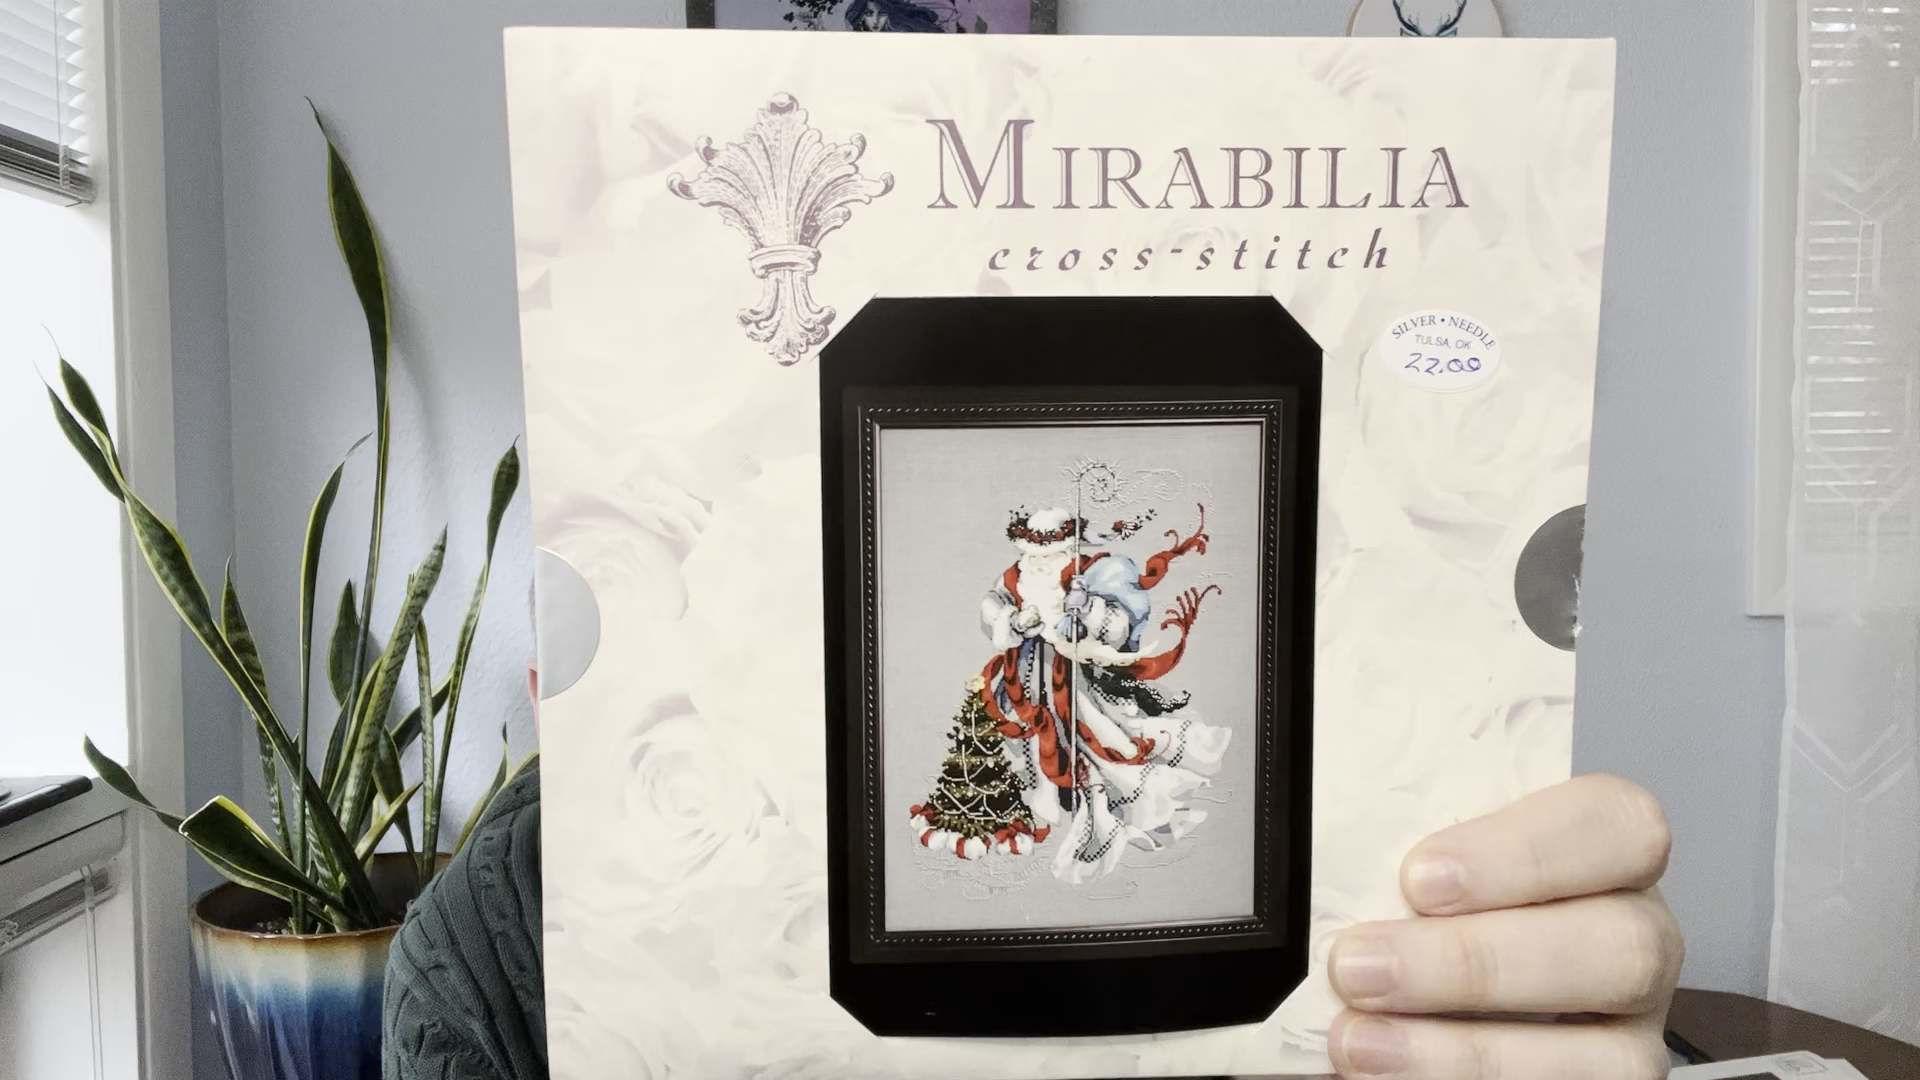 MIRABILIA
cross-stitch
SILVER • NEEDLE
TULSA, OK
22.00